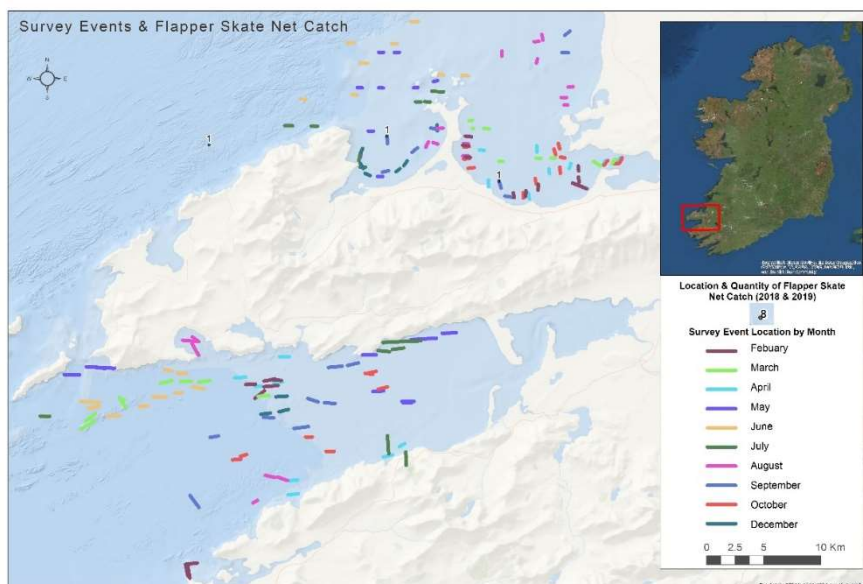 Survey Events & Flapper Skate Net Catch
N
W
E
S
1
1
1
Location & Quantity of Flapper Skate
Net Catch (2018 & 2019)
8
Survey Event Location by Month
Febuary
March
April
May
June
July
August
September
October
December
0 2.5 5 10 Km